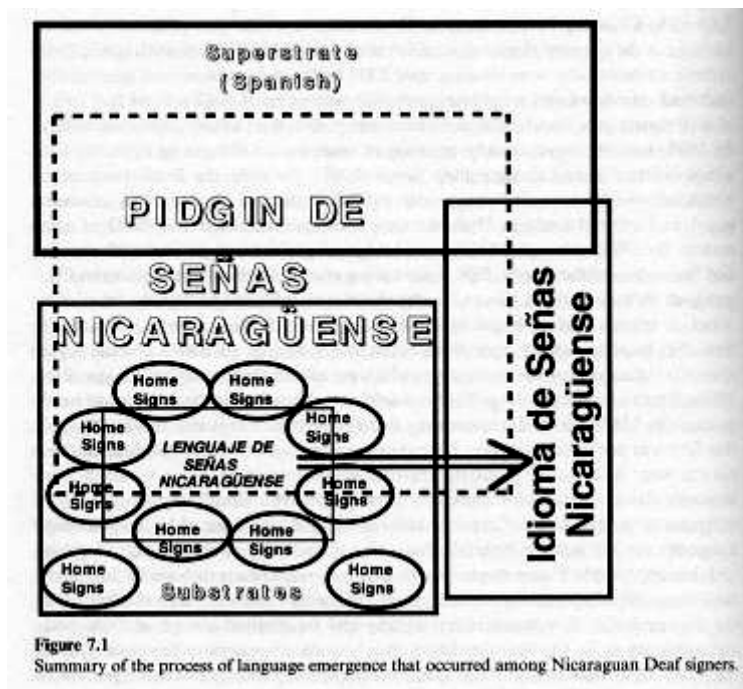 Superstrate
(Spanish)
PIDGIN DE
SEÑAS
NICARAGÜENSE
Home
Signs
Home
Signs
Home
Signs
LENGUAJE DE
SEÑAS
NICARAGÜENSE
Home
Signs
Home
Signs
Home
Signs
Home
Signs
Home
Signs
Home
Signs
Home
Signs
Substrates
Idioma de Señas
Nicaragüense
Figure 7.1
Summary of the process of language emergence that occurred among Nicaraguan Deaf signers.